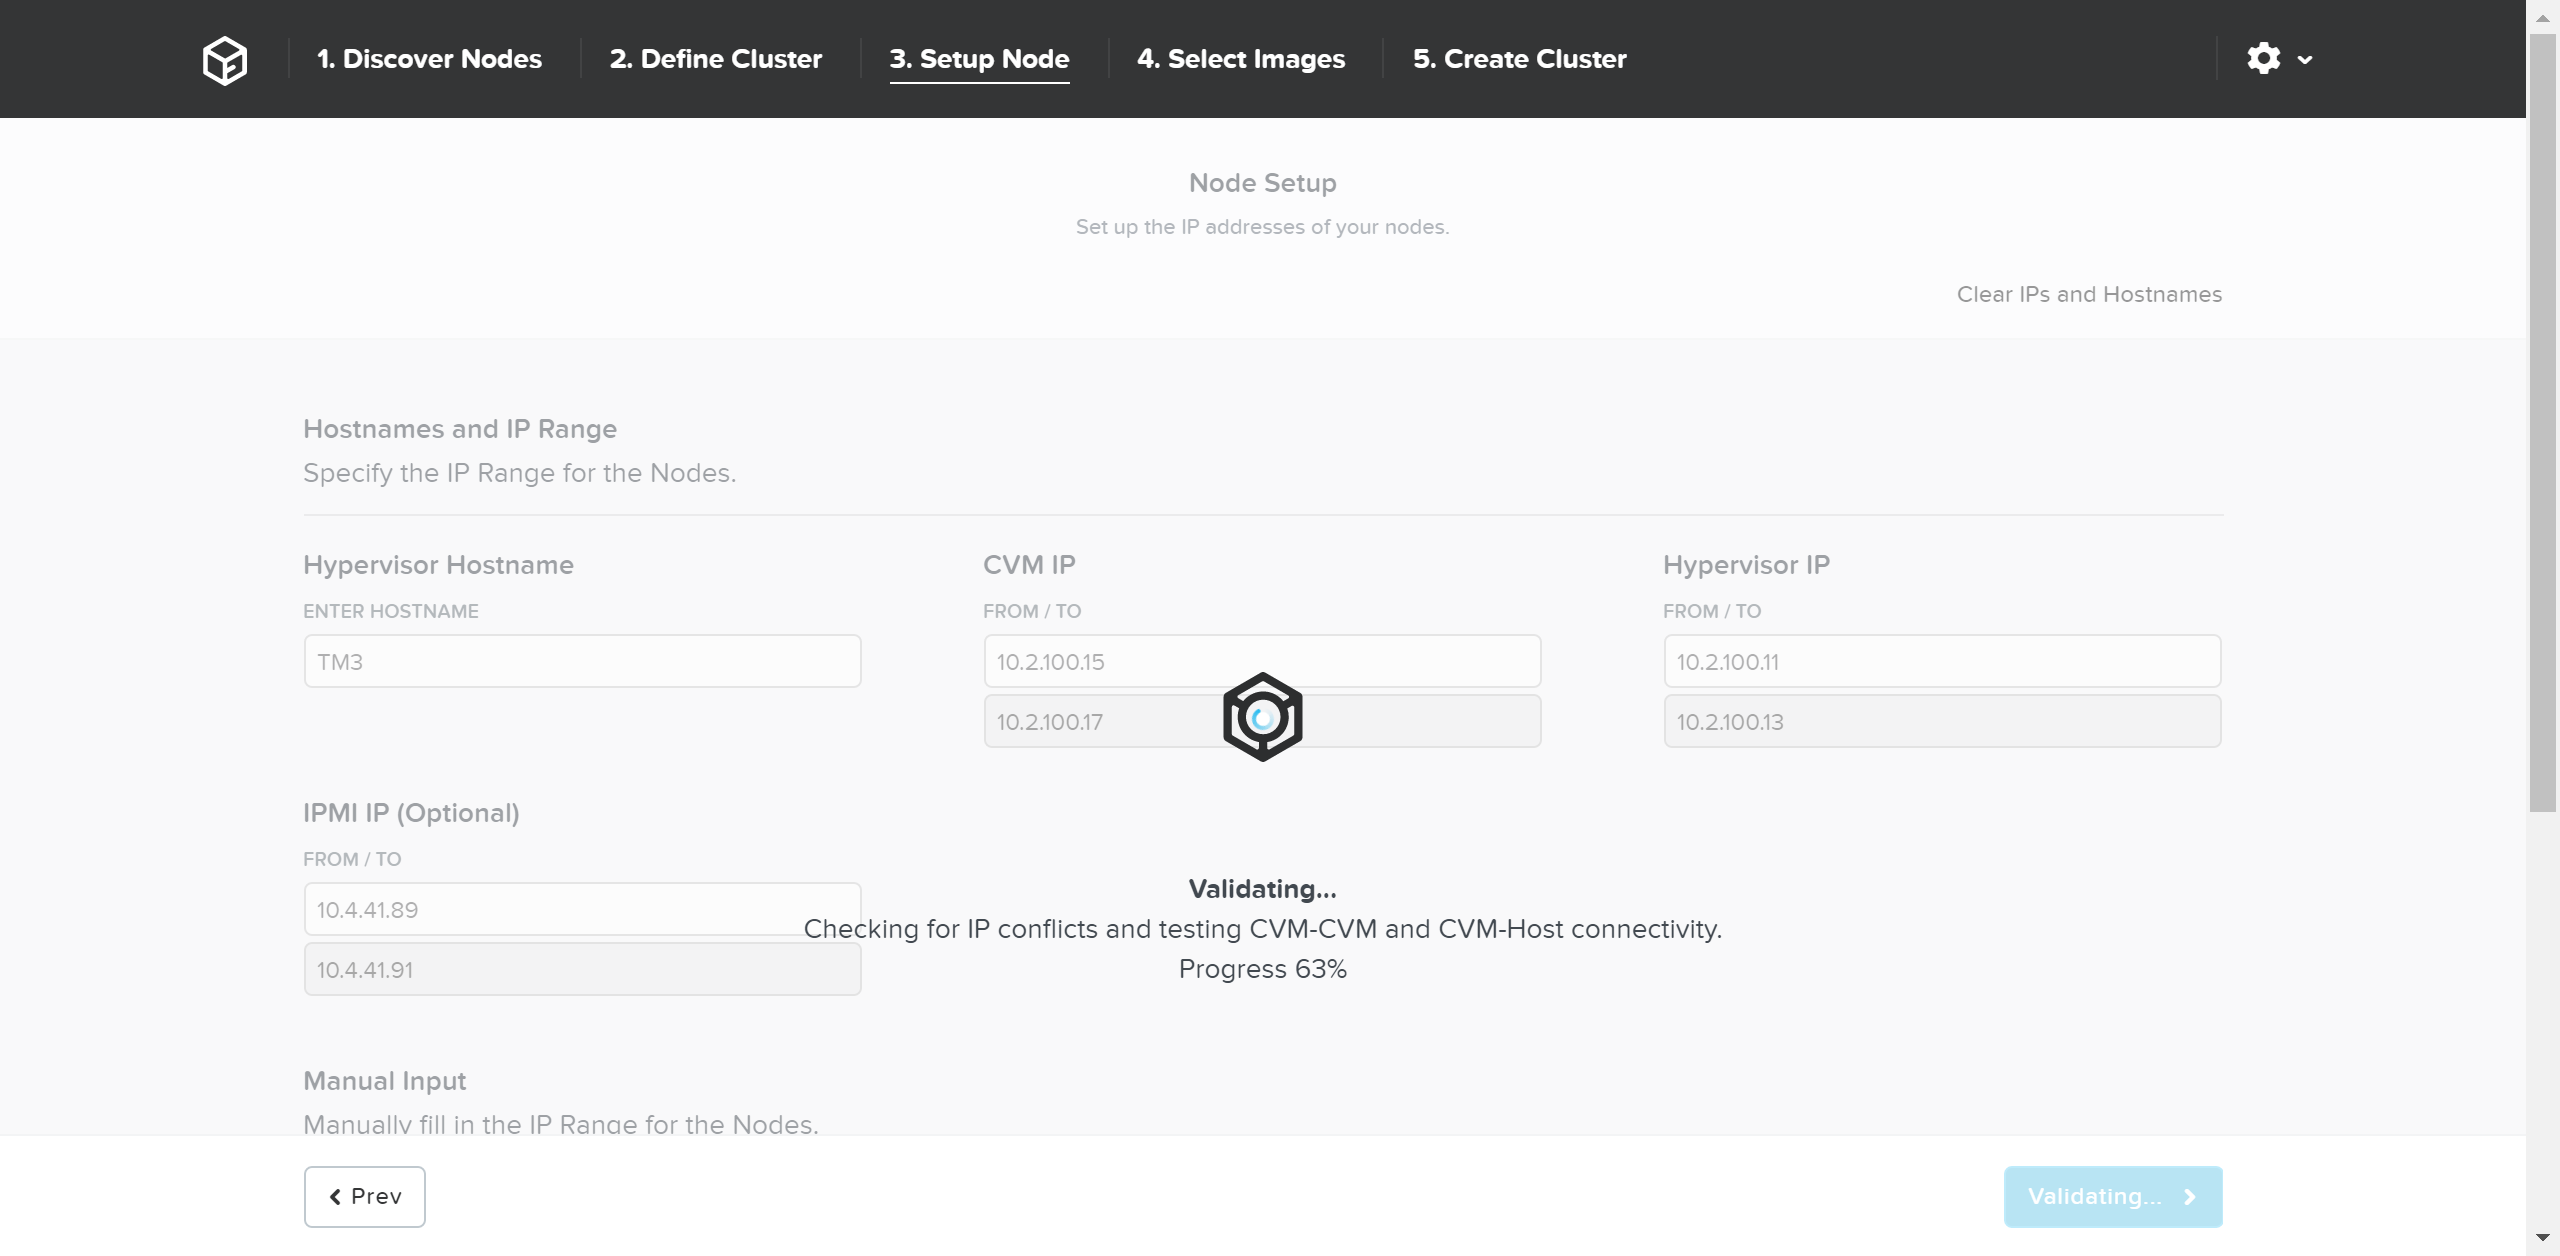 1. Discover Nodes
2. Define Cluster
3. Setup Node
4. Select Images
5. Create Cluster
Node Setup
Set up the IP addresses of your nodes.
Clear IPs and Hostnames
Hostnames and IP Range
Specify the IP Range for the Nodes.
Hypervisor Hostname
ENTER HOSTNAME
TM3
CVM IP
FROM / TO
10.2.100.15
10.2.100.17
Hypervisor IP
FROM / TO
10.2.100.11
10.2.100.13
IPMI IP (Optional)
FROM / TO
10.4.41.89
10.4.41.91
Validating...
Checking for IP conflicts and testing CVM-CVM and CVM-Host connectivity.
Progress 63%
Manual Input
Manually fill in the IP Range for the Nodes.
Prev
Validating...